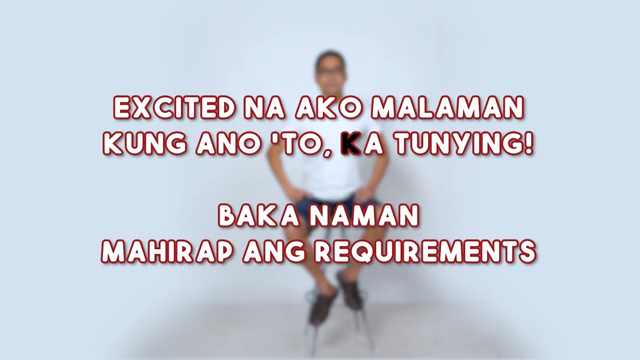 EXCITED NA AKO MALAMAN
KUNG ANO 'TO, KA TUNYING!
BAKA NAMAN
MAHIRAP ANG REQUIREMENTS